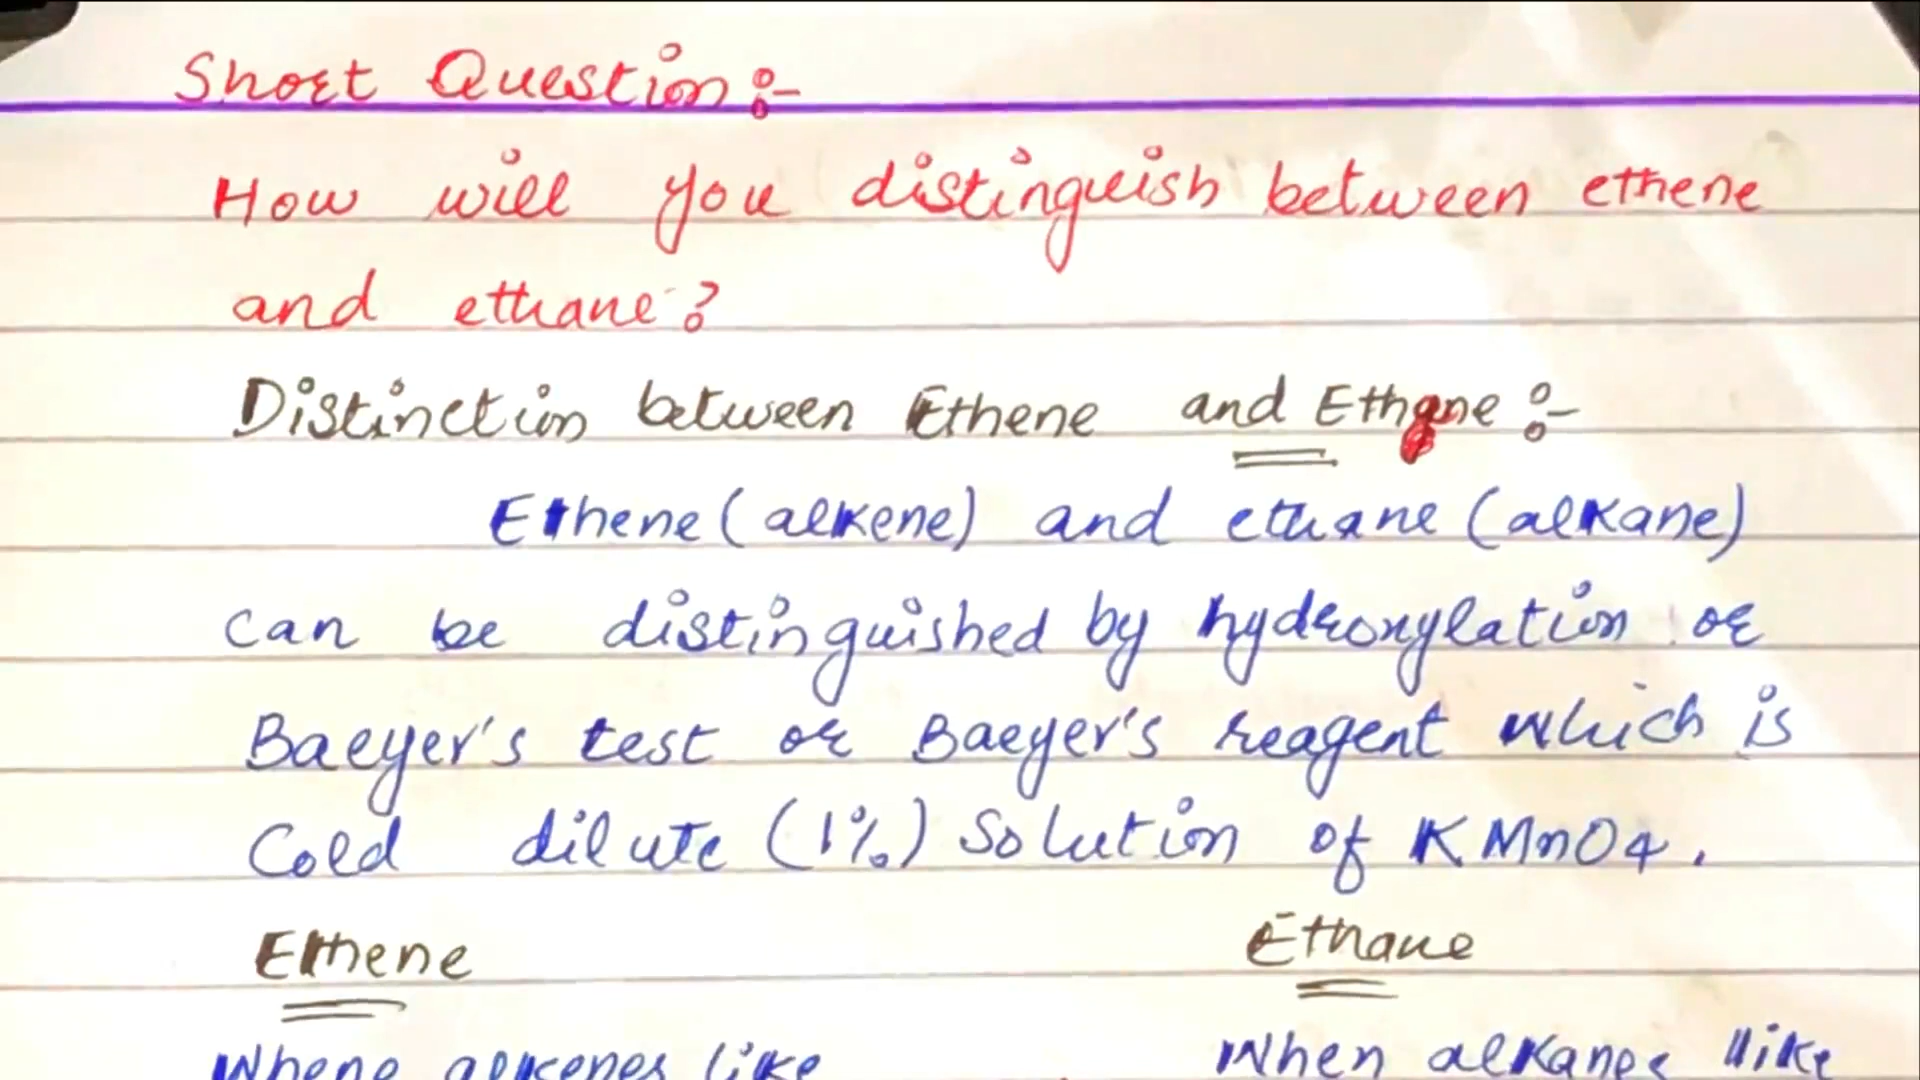 Short Question:-
How will you distinguish between ethene
and ethane?
Distinction between Ethene and Ethane:-
Ethene (alkene) and ethane (alkane)
can be distinguished by hydroxylation or
Baeyer's test or Baeyer's reagent which is
Cold dilute (1%) Solution of KMnO4.
Ethene Ethane
Whene alkenes like When alkanes like